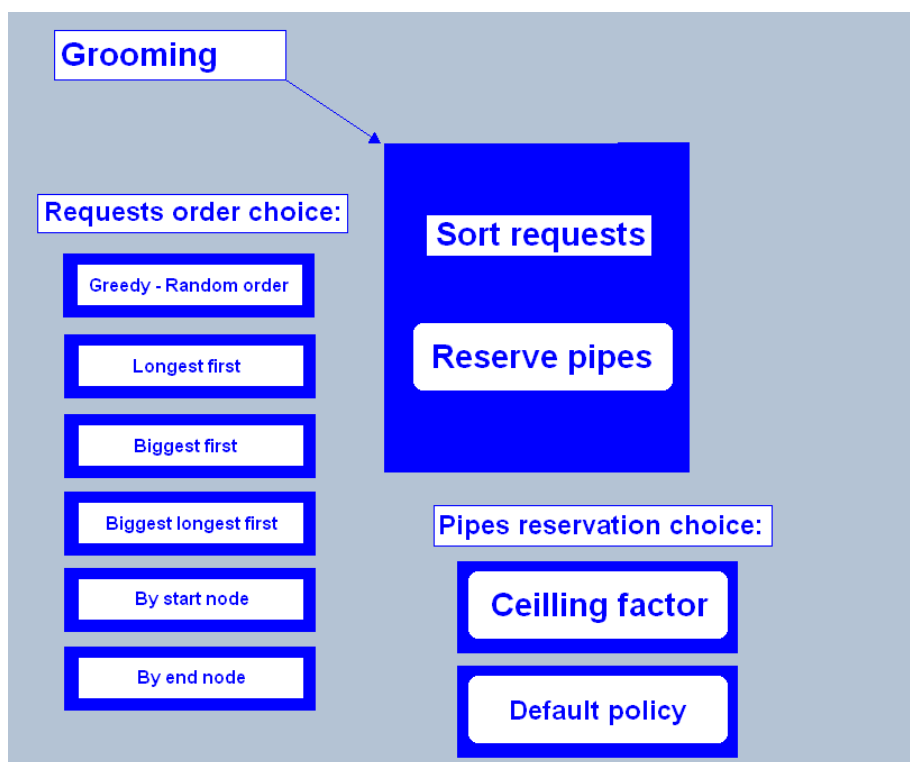 Grooming
Requests order choice:
Greedy - Random order
Longest first
Biggest first
Biggest longest first
By start node
By end node
Sort requests
Reserve pipes
Pipes reservation choice:
Ceilling factor
Default policy